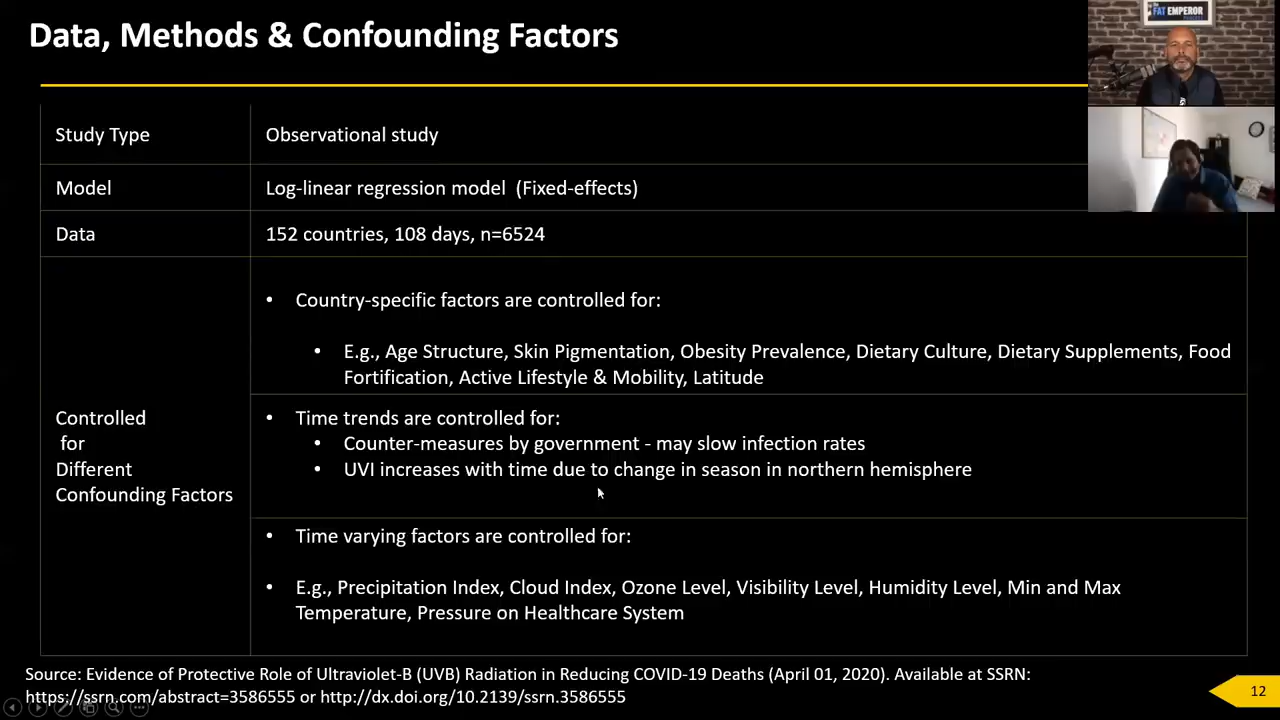 Data, Methods & Confounding Factors
FAT EMPEROR
Study Type
Observational study
Model
Log-linear regression model (Fixed-effects)
Data
152 countries, 108 days, n=6524
Controlled
for
Different
Confounding Factors
• Country-specific factors are controlled for:
• E.g., Age Structure, Skin Pigmentation, Obesity Prevalence, Dietary Culture, Dietary Supplements, Food
Fortification, Active Lifestyle & Mobility, Latitude
• Time trends are controlled for:
• Counter-measures by government - may slow infection rates
• UVI increases with time due to change in season in northern hemisphere
• Time varying factors are controlled for:
• E.g., Precipitation Index, Cloud Index, Ozone Level, Visibility Level, Humidity Level, Min and Max
Temperature, Pressure on Healthcare System
Source: Evidence of Protective Role of Ultraviolet-B (UVB) Radiation in Reducing COVID-19 Deaths (April 01, 2020). Available at SSRN:
https://ssrn.com/abstract=3586555 or http://dx.doi.org/10.2139/ssrn.3586555
12